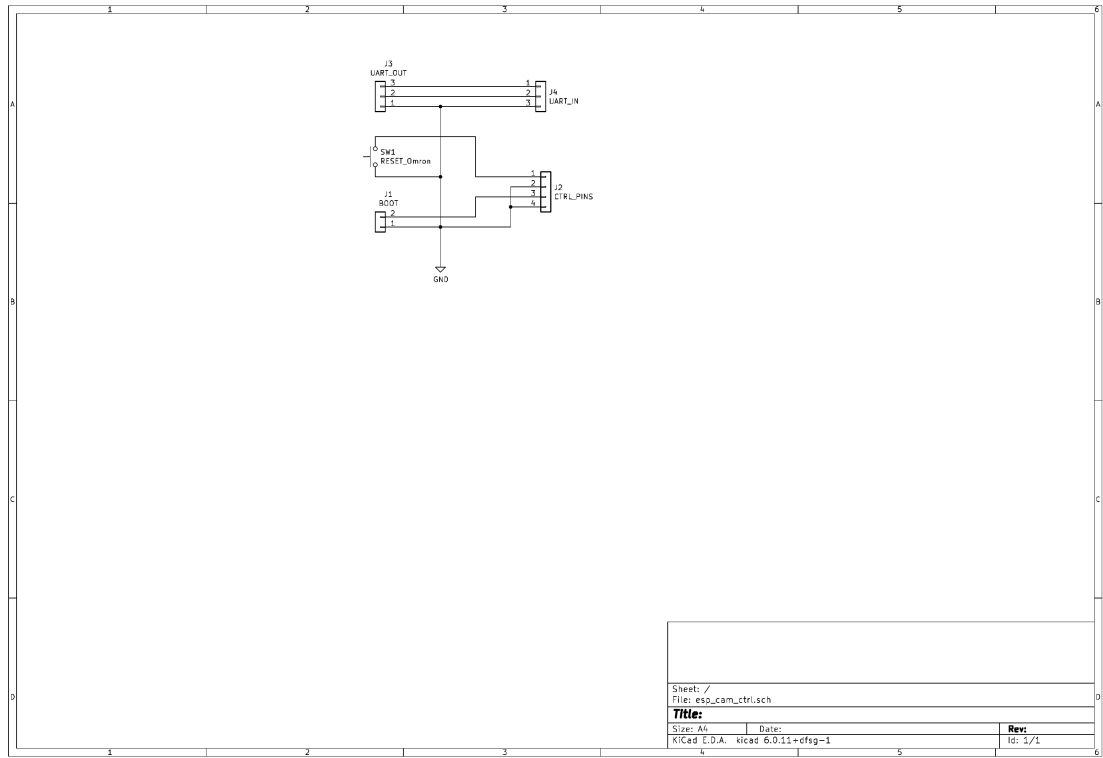 1 2 3 4 5 6
J3
UART_OUT
3 1
2 2
1 3
J4
UART_IN
A A
SW1
RESET_Omron
1
2
3
4
J2
CTRL_PINS
J1
BOOT
2
1
GND
B B
C C
D D
Sheet: /
File: esp_cam_ctrl.sch
Title:
Size: A4 Date: Rev:
KiCad E.D.A. kicad 6.0.11+dfsg-1 Id: 1/1
1 2 3 4 5 6